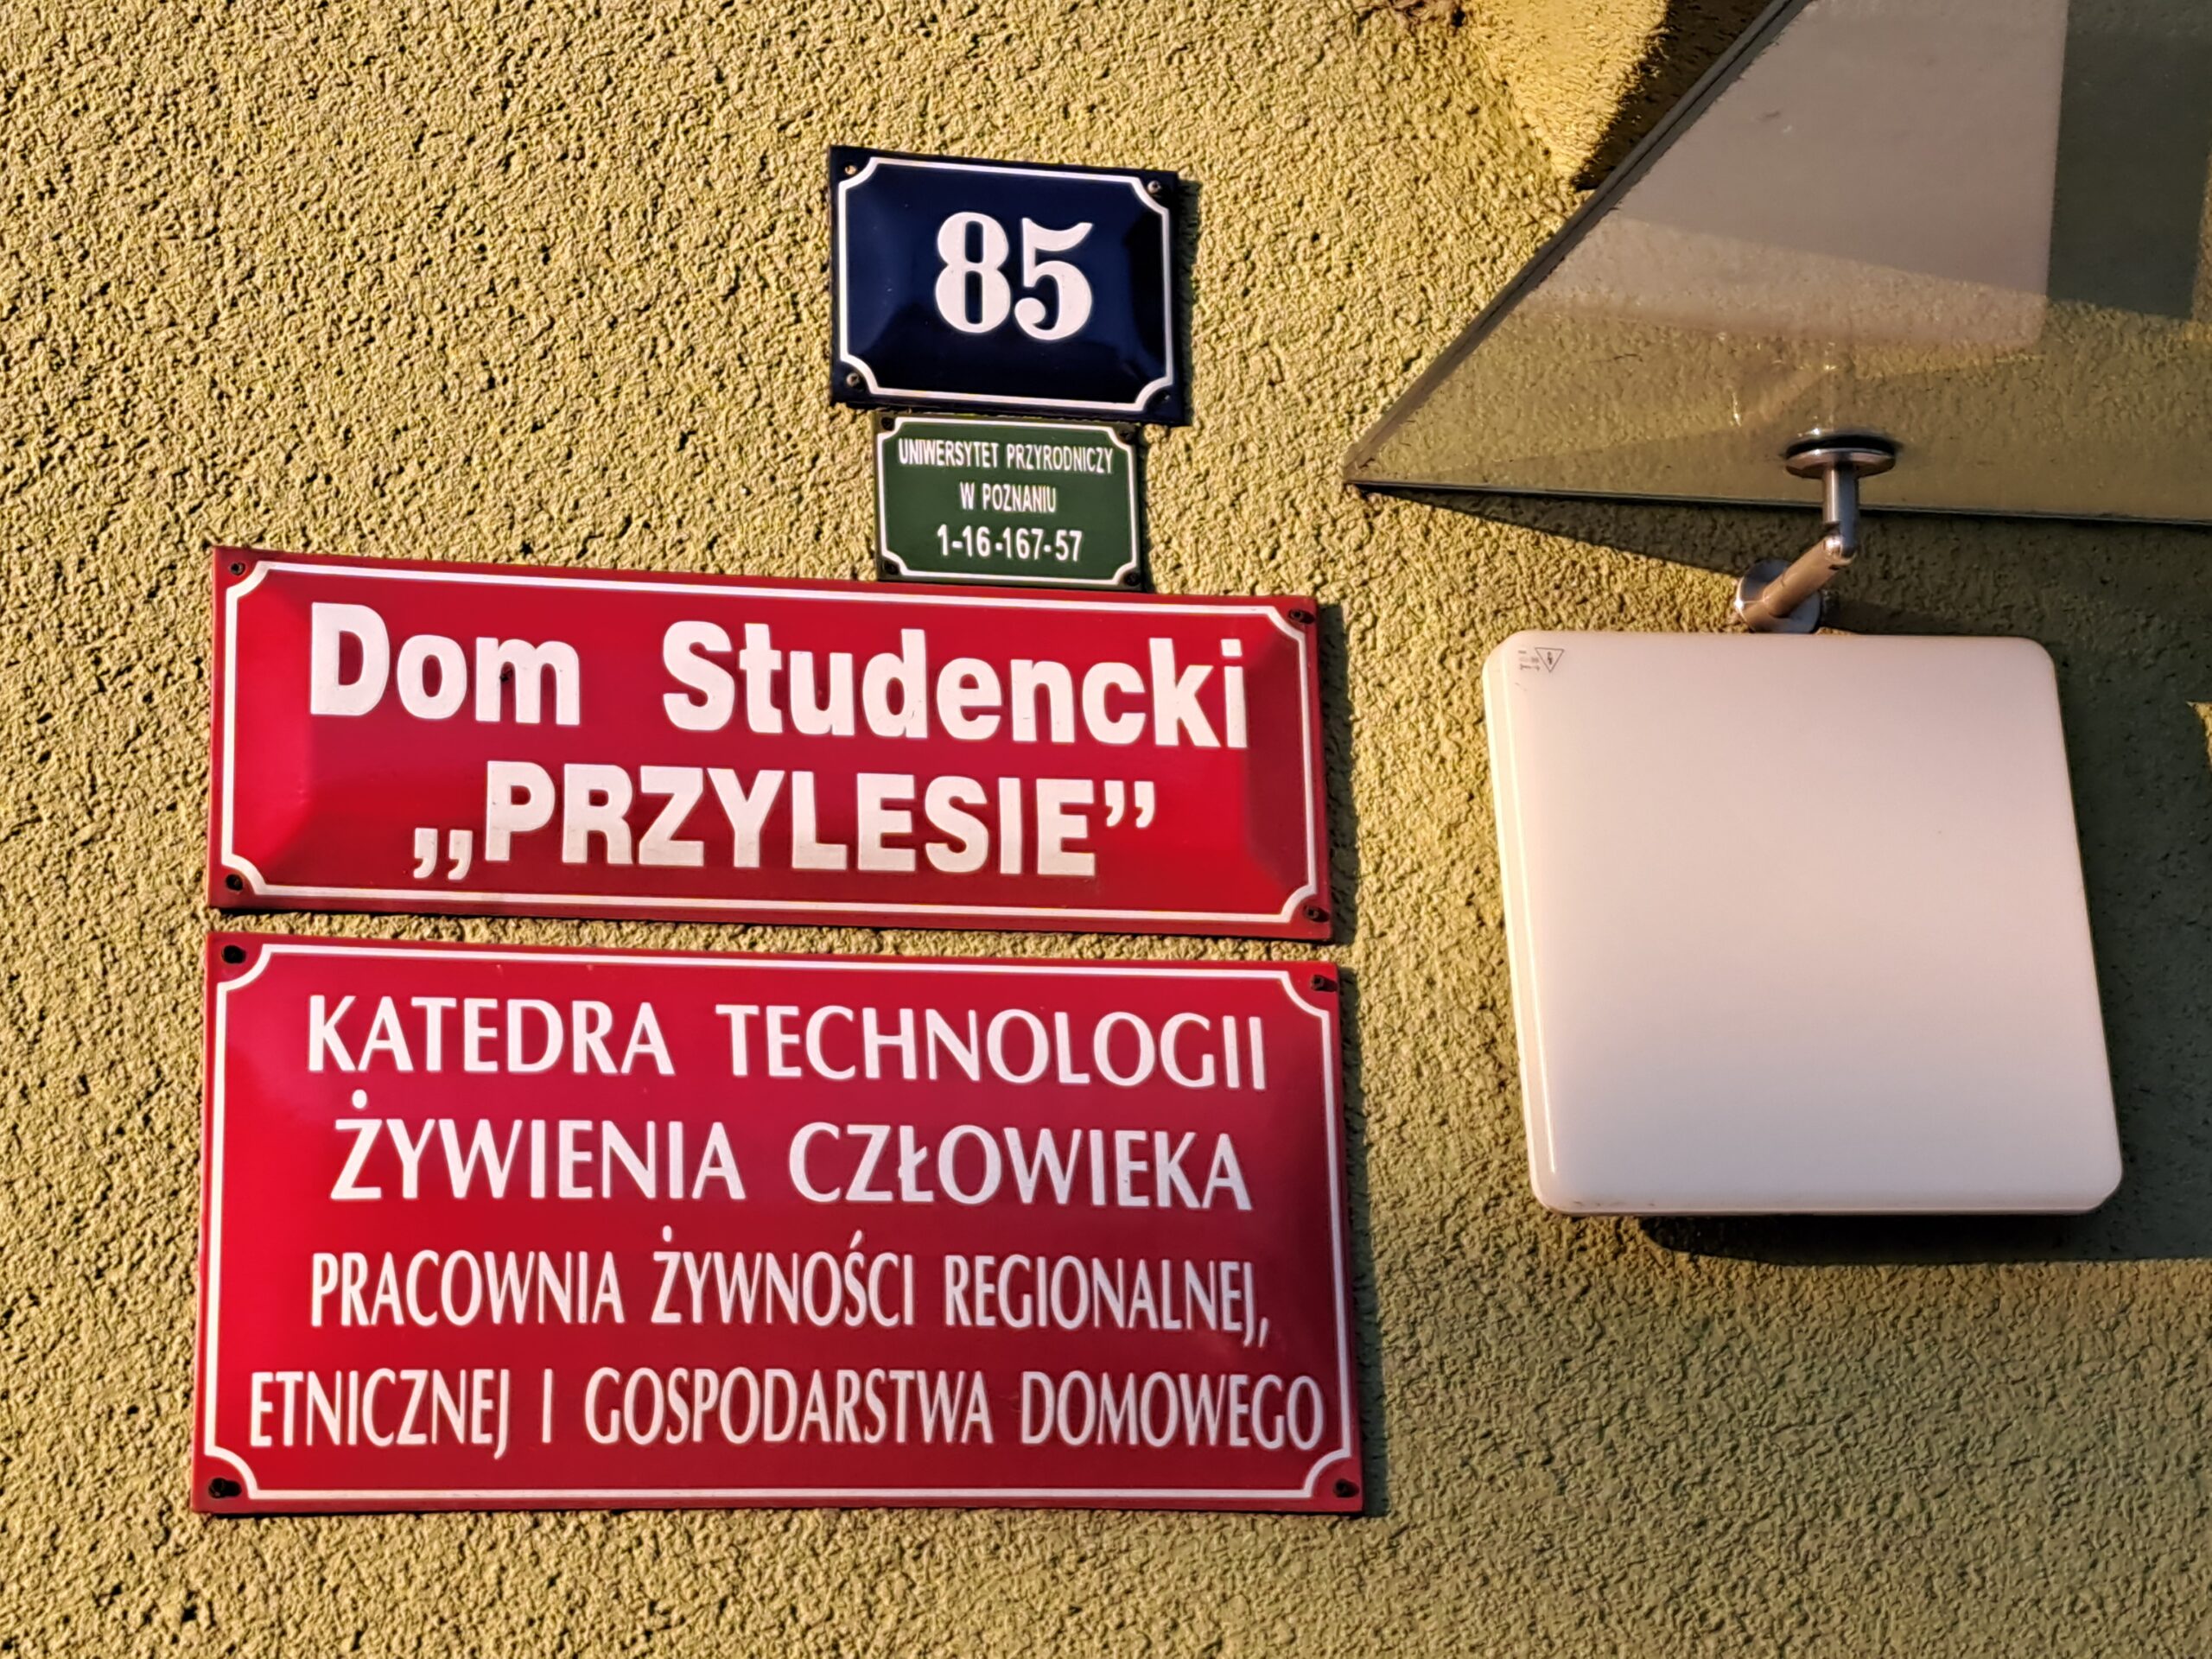 85
UNIWERSYTET PRZYRODNICZY
W POZNANIU
1-16-167-57
Dom Studencki
„PRZYLESIE”
KATEDRA TECHNOLOGII
ŻYWIENIA CZŁOWIEKA
PRACOWNIA ŻYWNOŚCI REGIONALNEJ,
ETNICZNEJ I GOSPODARSTWA DOMOWEGO